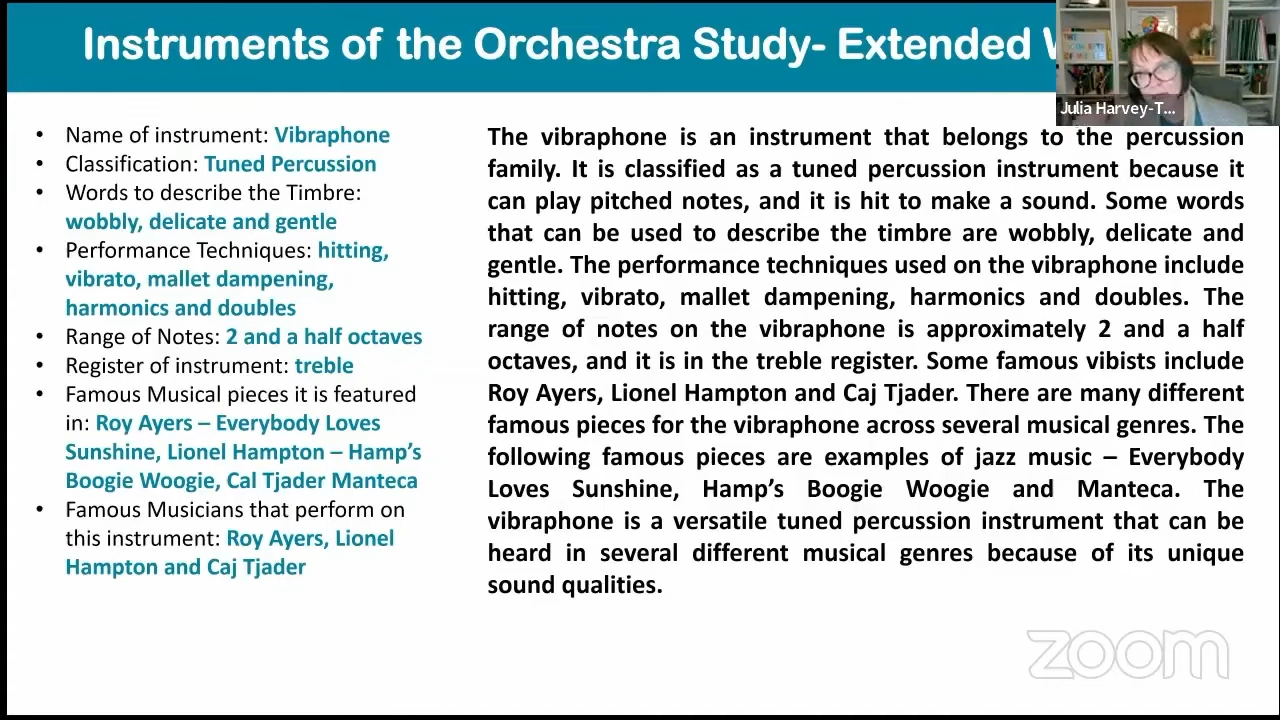 Instruments of the Orchestra Study- Extended
Julia Harvey-T...
• Name of instrument: Vibraphone
• Classification: Tuned Percussion
• Words to describe the Timbre:
wobbly, delicate and gentle
• Performance Techniques: hitting,
vibrato, mallet dampening,
harmonics and doubles
• Range of Notes: 2 and a half octaves
• Register of instrument: treble
• Famous Musical pieces it is featured
in: Roy Ayers – Everybody Loves
Sunshine, Lionel Hampton – Hamp's
Boogie Woogie, Cal Tjader Manteca
• Famous Musicians that perform on
this instrument: Roy Ayers, Lionel
Hampton and Caj Tjader
The vibraphone is an instrument that belongs to the percussion
family. It is classified as a tuned percussion instrument because it
can play pitched notes, and it is hit to make a sound. Some words
that can be used to describe the timbre are wobbly, delicate and
gentle. The performance techniques used on the vibraphone include
hitting, vibrato, mallet dampening, harmonics and doubles. The
range of notes on the vibraphone is approximately 2 and a half
octaves, and it is in the treble register. Some famous vibists include
Roy Ayers, Lionel Hampton and Caj Tjader. There are many different
famous pieces for the vibraphone across several musical genres. The
following famous pieces are examples of jazz music – Everybody
Loves Sunshine, Hamp's Boogie Woogie and Manteca. The
vibraphone is a versatile tuned percussion instrument that can be
heard in several different musical genres because of its unique
sound qualities.
zoom